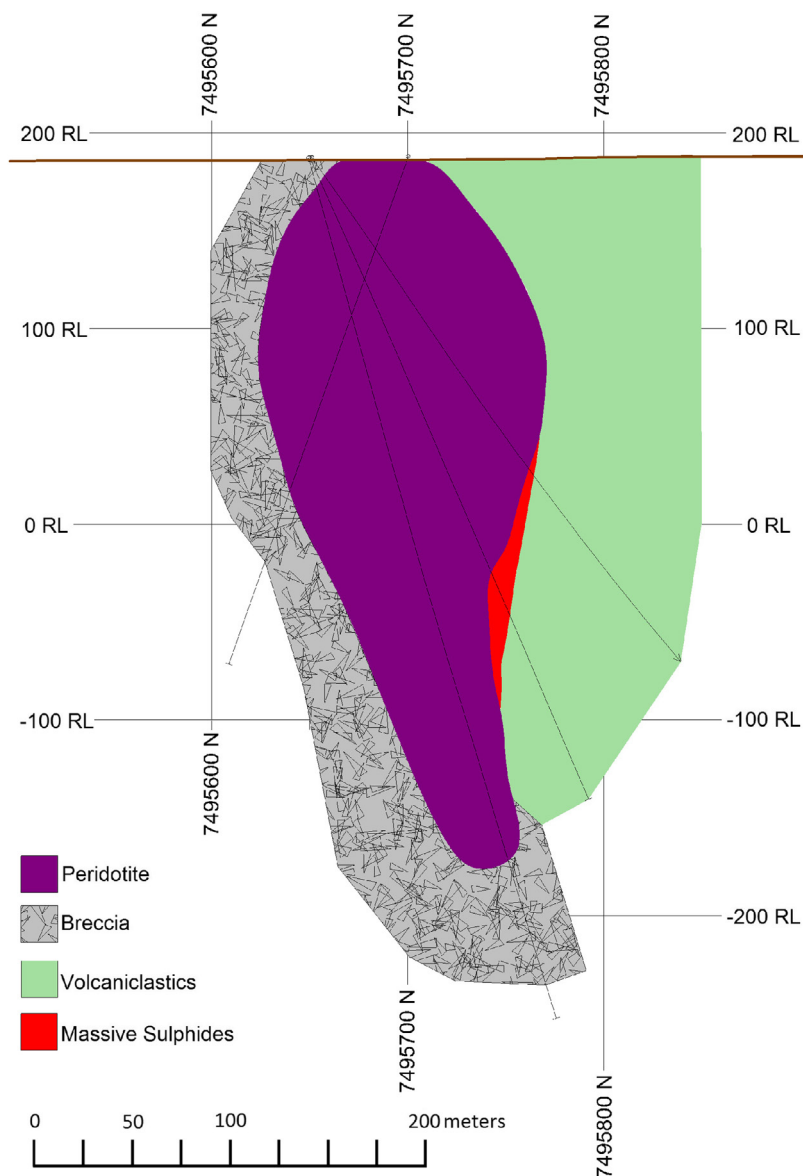 7495600 N
7495700 N
7495800 N
200 RL
200 RL
100 RL
100 RL
0 RL
0 RL
-100 RL
-100 RL
7495600 N
Peridotite
Breccia
-200 RL
Volcaniclastics
Massive Sulphides
7495700 N
7495800 N
0 50 100 200 meters